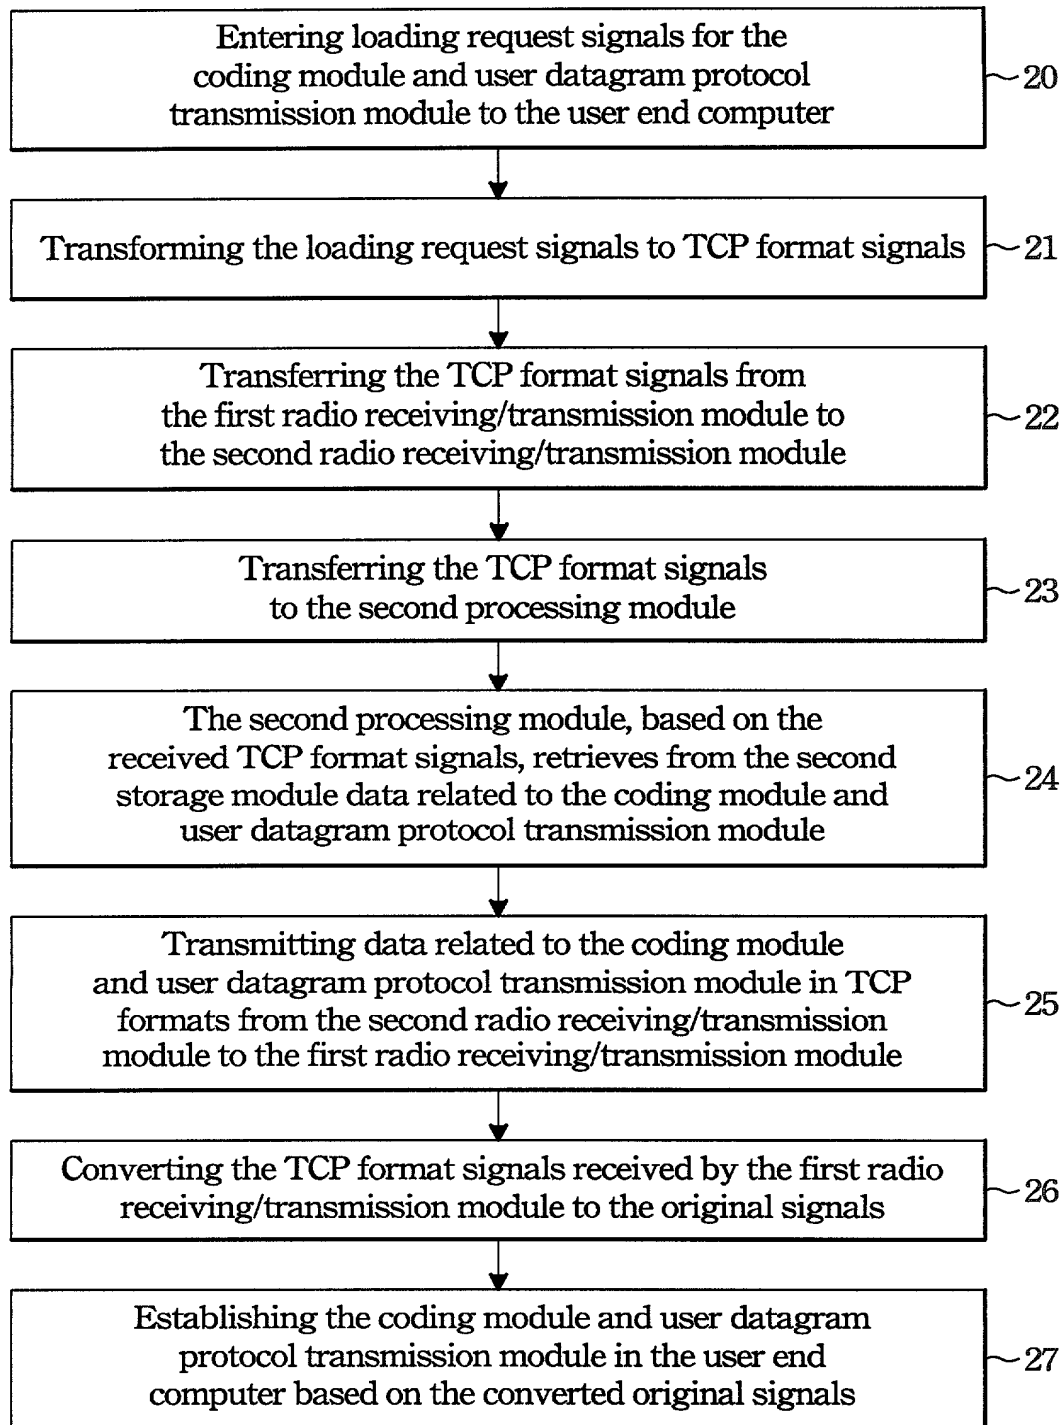 Entering loading request signals for the
coding module and user datagram protocol
transmission module to the user end computer
20
Transforming the loading request signals to TCP format signals
21
Transferring the TCP format signals from
the first radio receiving/transmission module to
the second radio receiving/transmission module
22
Transferring the TCP format signals
to the second processing module
23
The second processing module, based on the
received TCP format signals, retrieves from the second
storage module data related to the coding module and
user datagram protocol transmission module
24
Transmitting data related to the coding module
and user datagram protocol transmission module in TCP
formats from the second radio receiving/transmission
module to the first radio receiving/transmission module
25
Converting the TCP format signals received by the first radio
receiving/transmission module to the original signals
26
Establishing the coding module and user datagram
protocol transmission module in the user end
computer based on the converted original signals
27